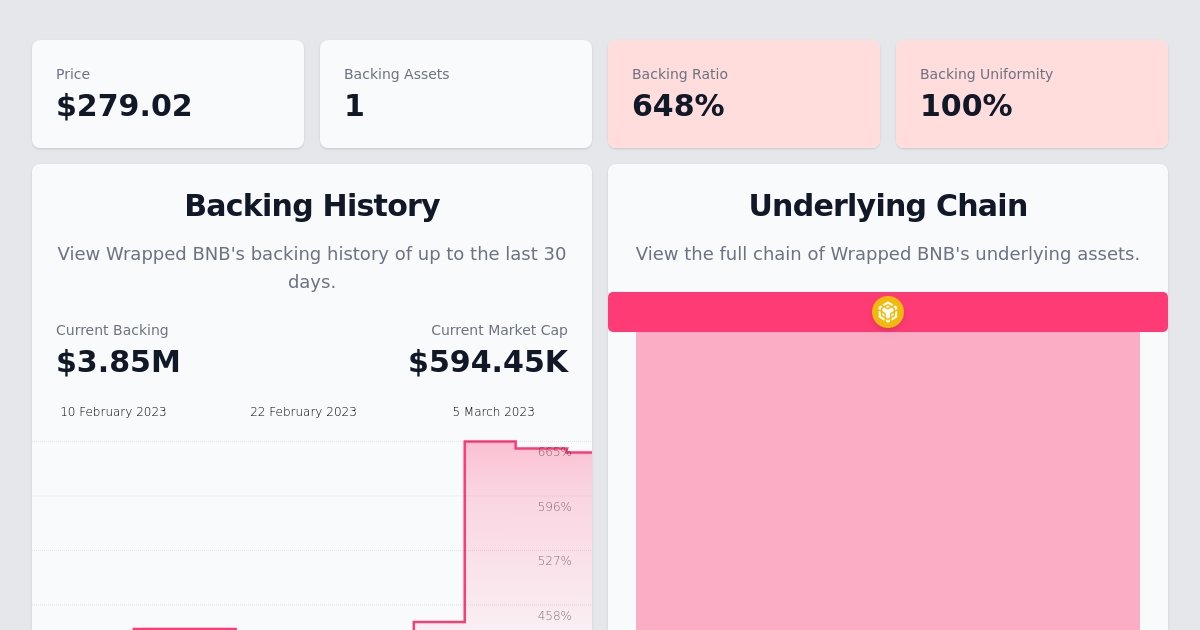 Price
$279.02
Backing Assets
1
Backing Ratio
648%
Backing Uniformity
100%
Backing History
View Wrapped BNB's backing history of up to the last 30
days.
Current Backing
$3.85M
Current Market Cap
$594.45K
10 February 2023
22 February 2023
5 March 2023
665%
596%
527%
458%
Underlying Chain
View the full chain of Wrapped BNB's underlying assets.